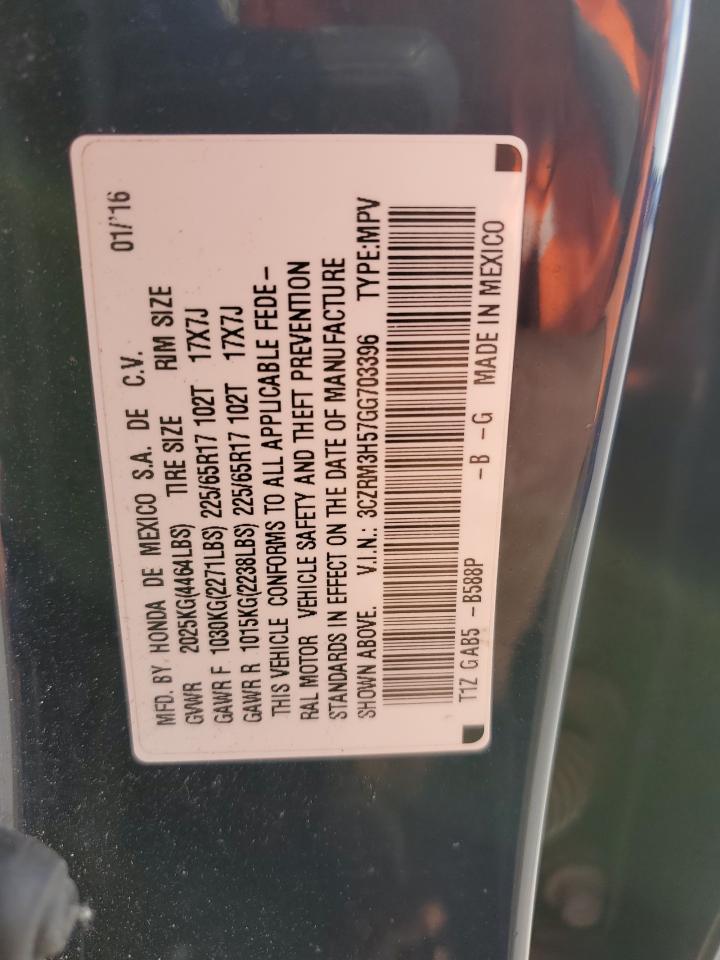 MFD. BY HONDA DE MEXICO S.A. DE C.V. 01/'16
GVWR 2025KG(4464LBS) TIRE SIZE RIM SIZE
GAWR F 1030KG(2271LBS) 225/65R17 102T 17X7J
GAWR R 1015KG(2238LBS) 225/65R17 102T 17X7J
THIS VEHICLE CONFORMS TO ALL APPLICABLE FEDE-
RAL MOTOR VEHICLE SAFETY AND THEFT PREVENTION
STANDARDS IN EFFECT ON THE DATE OF MANUFACTURE
SHOWN ABOVE. V.I.N.: 3CZRM3H57GG703396 TYPE:MPV
T1Z GAB5 -B588P -B -G MADE IN MEXICO